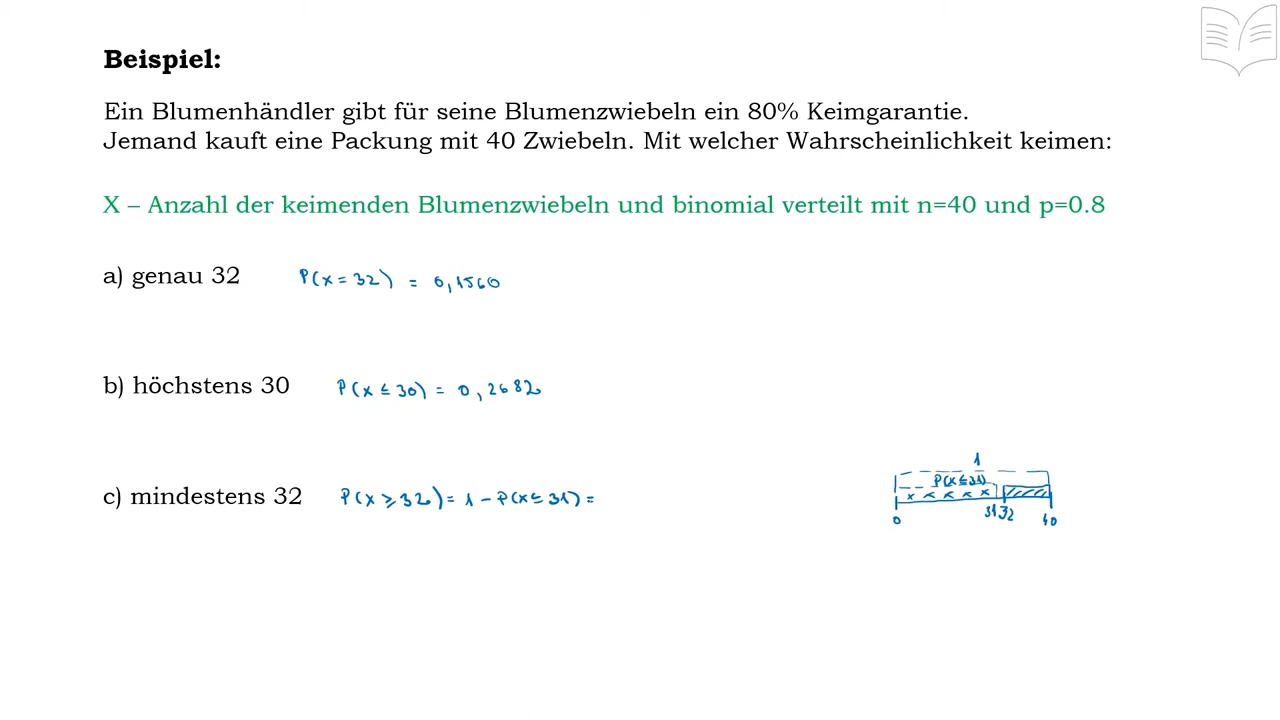 Beispiel:
Ein Blumenhändler gibt für seine Blumenzwiebeln ein 80% Keimgarantie.
Jemand kauft eine Packung mit 40 Zwiebeln. Mit welcher Wahrscheinlichkeit keimen:
X – Anzahl der keimenden Blumenzwiebeln und binomial verteilt mit n=40 und p=0.8
a) genau 32 P(x = 32) = 0,1560
b) höchstens 30 P(x ≤ 30) = 0,2682
1
P(x≤31)
c) mindestens 32 P(x ≥ 32) = 1 - P(x ≤ 31) =
0 31 32 40